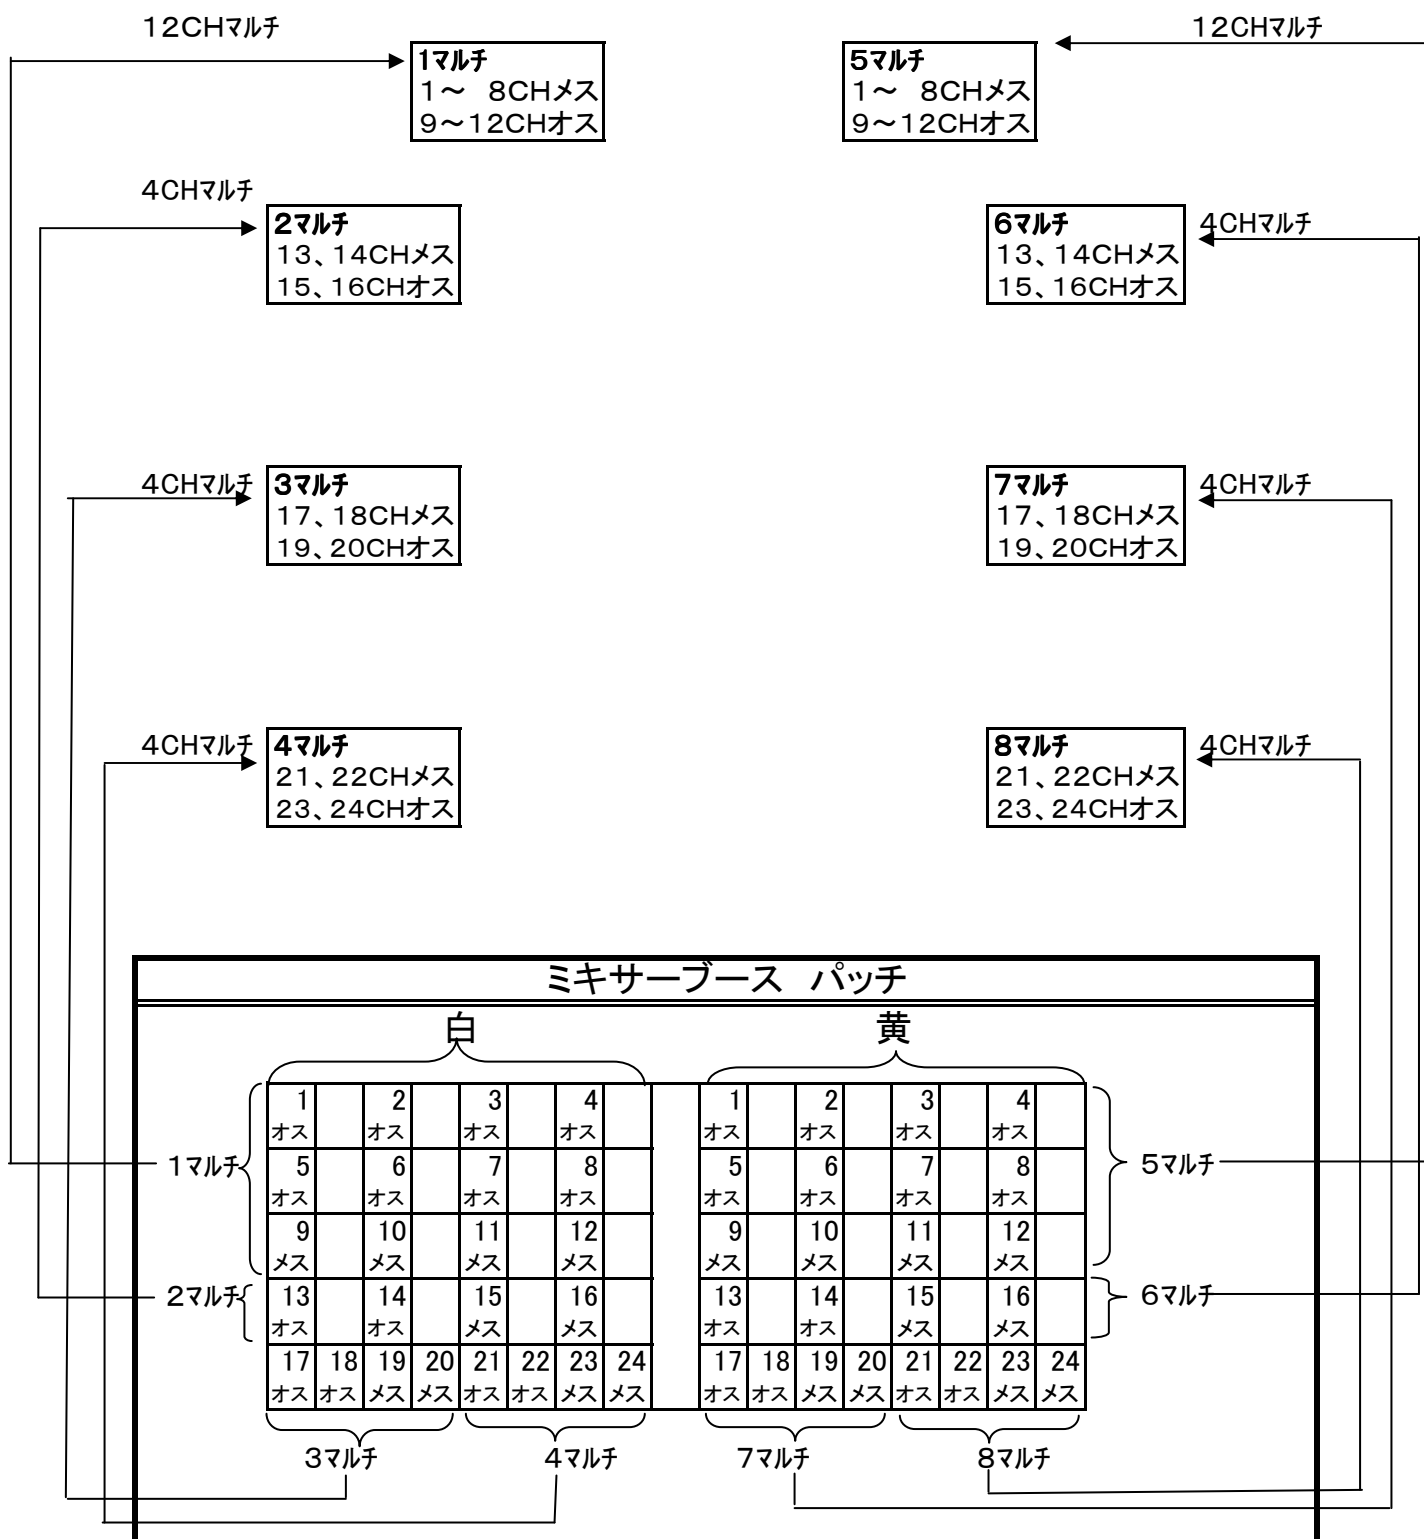 12CHマルチ
12CHマルチ
1マルチ
1~ 8CHメス
9~12CHオス
5マルチ
1~ 8CHメス
9~12CHオス
4CHマルチ
2マルチ
13、14CHメス
15、16CHオス
6マルチ
13、14CHメス
15、16CHオス
4CHマルチ
4CHマルチ
3マルチ
17、18CHメス
19、20CHオス
7マルチ
17、18CHメス
19、20CHオス
4CHマルチ
4CHマルチ
4マルチ
21、22CHメス
23、24CHオス
8マルチ
21、22CHメス
23、24CHオス
4CHマルチ
ミキサーブース パッチ
白 黄
1 2 3 4 1 2 3 4
オス オス オス オス オス オス オス オス
1マルチ 5 6 7 8 5 6 7 8 5マルチ
オス オス オス オス オス オス オス オス
9 10 11 12 9 10 11 12
メス メス メス メス メス メス メス メス
2マルチ 13 14 15 16 13 14 15 16 6マルチ
オス オス メス メス オス オス メス メス
17 18 19 20 21 22 23 24 17 18 19 20 21 22 23 24
オス オス メス メス オス オス メス メス オス オス メス メス オス オス メス メス
3マルチ 4マルチ 7マルチ 8マルチ